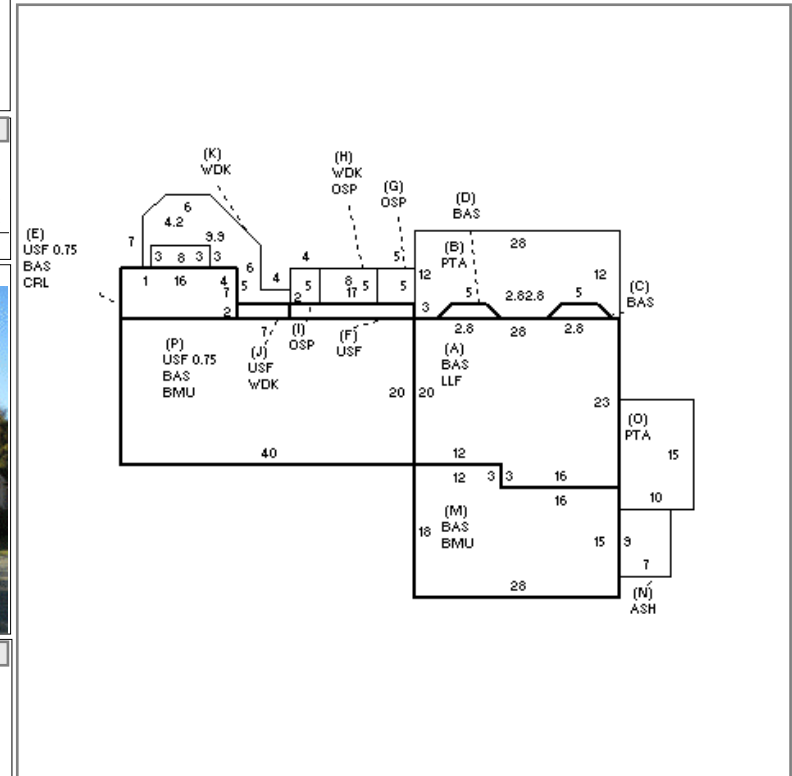 (K)
WDK
(H)
WDK
OSP
(G)
OSP
(D)
BAS
(E)
USF 0.75
BAS
CRL
6
4.2
7
9.9
3 8 3 3
1 16 4
7
2
6
5
4
4
2
5
8
17
5
5
5
(B)
PTA
28
12
12
3
5
2.8 2.8
5
2.8
28
2.8
(C)
BAS
7
(J)
USF
WDK
(I)
OSP
(F)
USF
(P)
USF 0.75
BAS
BMU
(A)
BAS
LLF
20
20
23
(O)
PTA
15
10
40
12
12
3
3
16
16
(M)
BAS
BMU
18
15
9
7
28
(N)
ASH